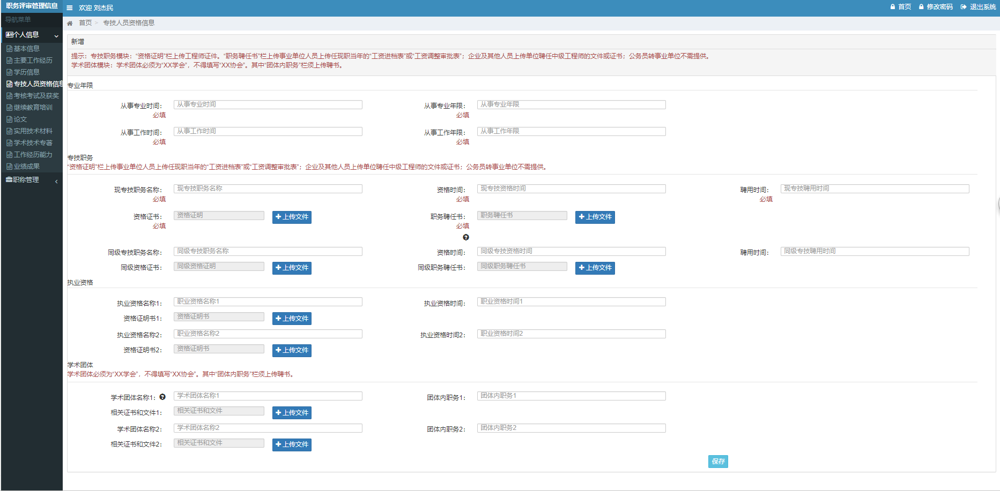 职务评审管理信息
欢迎 刘杰民
首页 修改密码 退出系统
导航菜单
个人信息
基本信息
主要工作经历
学历信息
专技人员资格信息
考核考试及获奖
继续教育培训
论文
实用技术材料
学术技术专著
工作经历能力
业绩成果
职称管理
首页 > 专技人员资格信息
新增
提示：专技职务模块：“资格证明”栏上传工程师证件。“职务聘任书”栏上传事业单位人员上传任现职当年的“工资进档表”或“工资调整审批表”；企业及其他人员上传单位聘任中级工程师的文件或证书；公务员转事业单位不需提供。
学术团体模块：学术团体必须为“XX学会”，不得填写“XX协会”。其中“团体内职务”栏须上传聘书。
专业年限
从事专业时间： 从事专业时间 从事专业年限： 从事专业年限
必填 必填
从事工作时间： 从事工作时间 从事工作年限： 从事工作年限
必填 必填
专技职务
“资格证明”栏上传事业单位人员上传任现职当年的“工资进档表”或“工资调整审批表”；企业及其他人员上传单位聘任中级工程师的文件或证书；公务员转事业单位不需提供。
现专技职务名称： 现专技职务名称 资格时间： 现专技资格时间 聘用时间： 现专技聘用时间
必填 必填 必填
资格证书： 资格证明 上传文件 职务聘任书： 职务聘任书 上传文件
必填 必填
同级专技职务名称： 同级专技职务名称 资格时间： 同级专技资格时间 聘用时间： 同级专技聘用时间
同级资格证书： 同级资格证明 上传文件 同级职务聘任书： 同级职务聘任书 上传文件
执业资格
执业资格名称1： 职业资格名称1 执业资格时间： 职业资格时间1
资格证明书1： 资格证明书 上传文件
执业资格名称2： 职业资格名称2 执业资格时间2： 职业资格时间2
资格证明书2： 资格证明书 上传文件
学术团体
学术团体必须为“XX学会”，不得填写“XX协会”。其中“团体内职务”栏须上传聘书。
学术团体名称1： 学术团体名称1 团体内职务1： 团体内职务1
相关证书和文件1： 相关证书和文件 上传文件
学术团体名称2： 学术团体名称2 团体内职务2： 团体内职务2
相关证书和文件2： 相关证书和文件 上传文件
保存